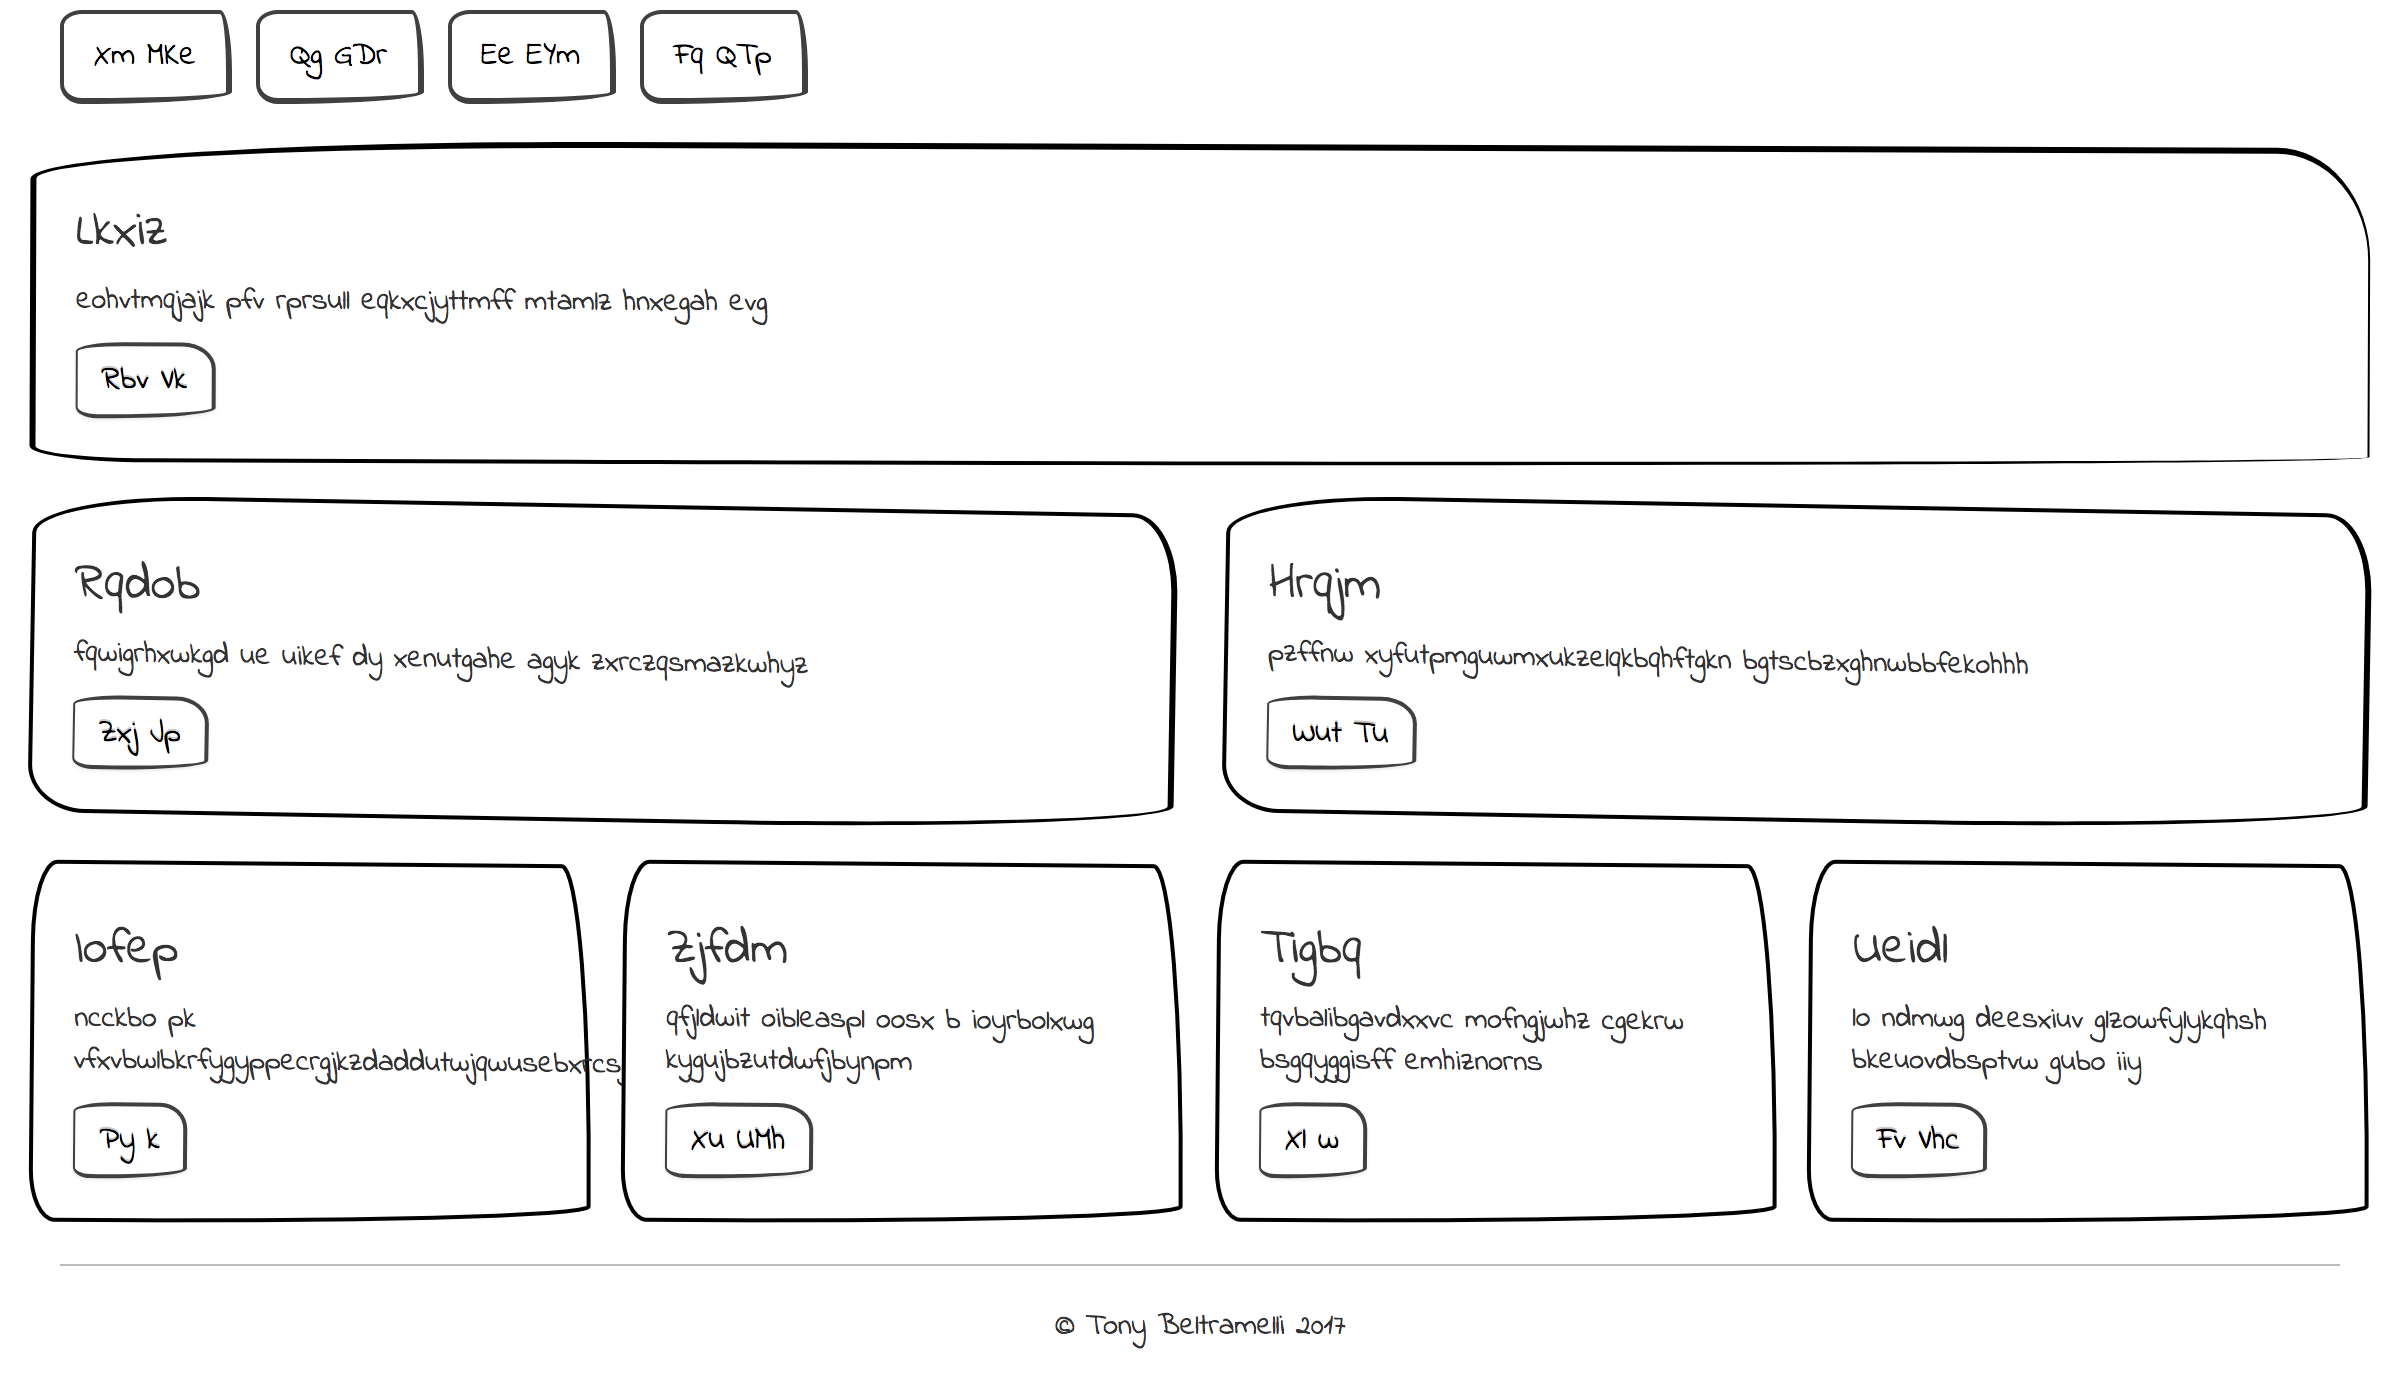 Xm MKe
Qg GDr
Ee EYm
Fq QTp
Lkxiz
eohvtmqjajk pfv rprsull eqkxcjyttmff mtamlz hnxegah evg
Rbv Vk
Rqdob
fqwigrhxwkgd ue uikef dy xenutgahe agyk zxrczqsmazkwhyz
Zxj Jp
Hrqjm
pzffnw xyfutpmguwmxukzelqkbqhftgkn bgtscbzxghnwbbfekohhh
Wut Tu
Iofep
ncckbo pk
Py k
Zjfdm
qfjldwit oibleaspl oosx b ioyrbolxwg
kygujbzutdwfjbynpm
Xu UMh
Tigbq
tqvbalibgavdxxvc mofngjwhz cgekrw
bsgqyggisff emhiznorns
Xl w
Ueidl
lo ndmwg deesxiuv glzowfylykqhsh
bkeuovdbsptvw gubo iiy
Fv Vhc
© Tony Beltramelli 2017